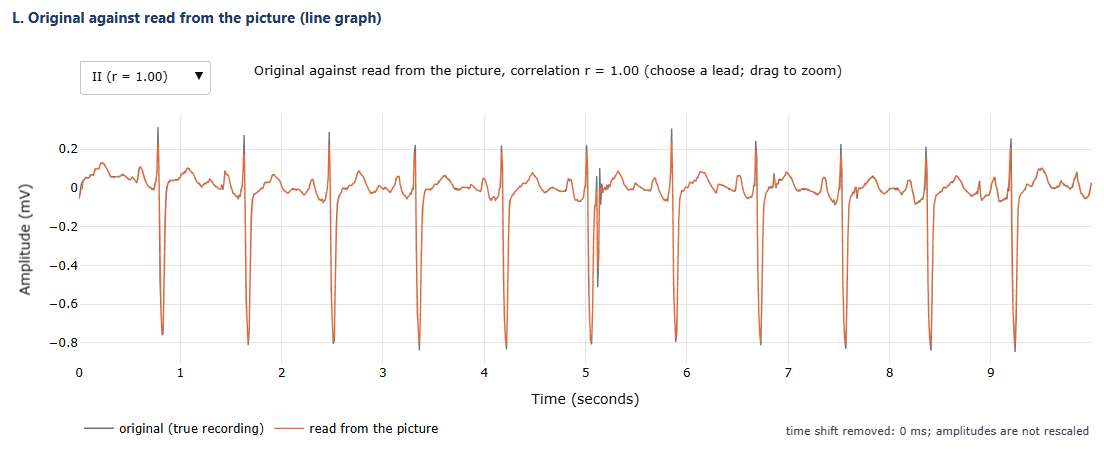 L. Original against read from the picture (line graph)
II (r = 1.00) ▼
Original against read from the picture, correlation r = 1.00 (choose a lead; drag to zoom)
Amplitude (mV)
0.2
0
−0.2
−0.4
−0.6
−0.8
0 1 2 3 4 5 6 7 8 9
Time (seconds)
original (true recording) read from the picture
time shift removed: 0 ms; amplitudes are not rescaled